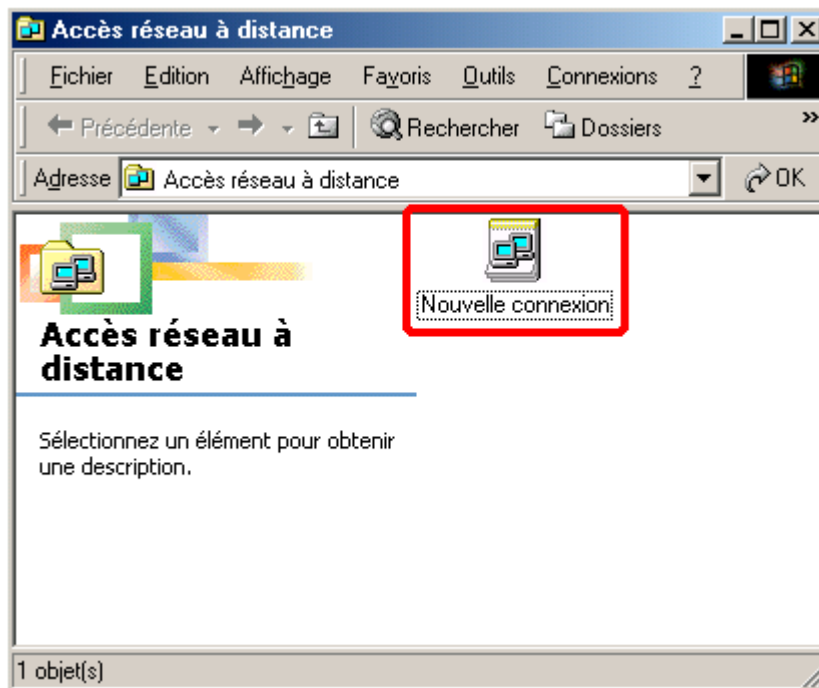 Accès réseau à distance
Fichier Edition Affichage Favoris Outils Connexions ?
Précédente Rechercher Dossiers »
Adresse Accès réseau à distance OK
Nouvelle connexion
Accès réseau à
distance
Sélectionnez un élément pour obtenir
une description.
1 objet(s)